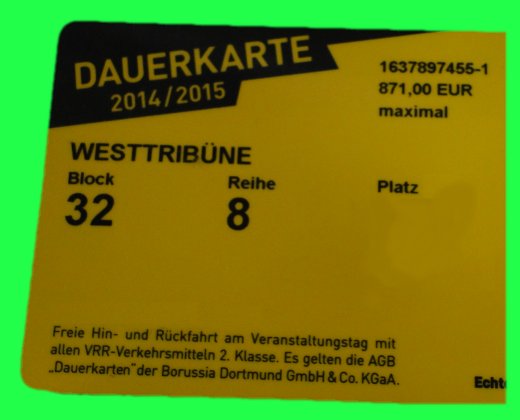 DAUERKARTE
2014/2015
1637897455-1
871,00 EUR
maximal
WESTTRIBÜNE
Block Reihe Platz
32 8
Freie Hin- und Rückfahrt am Veranstaltungstag mit
allen VRR-Verkehrsmitteln 2. Klasse. Es gelten die AGB
„Dauerkarten" der Borussia Dortmund GmbH & Co. KGaA.